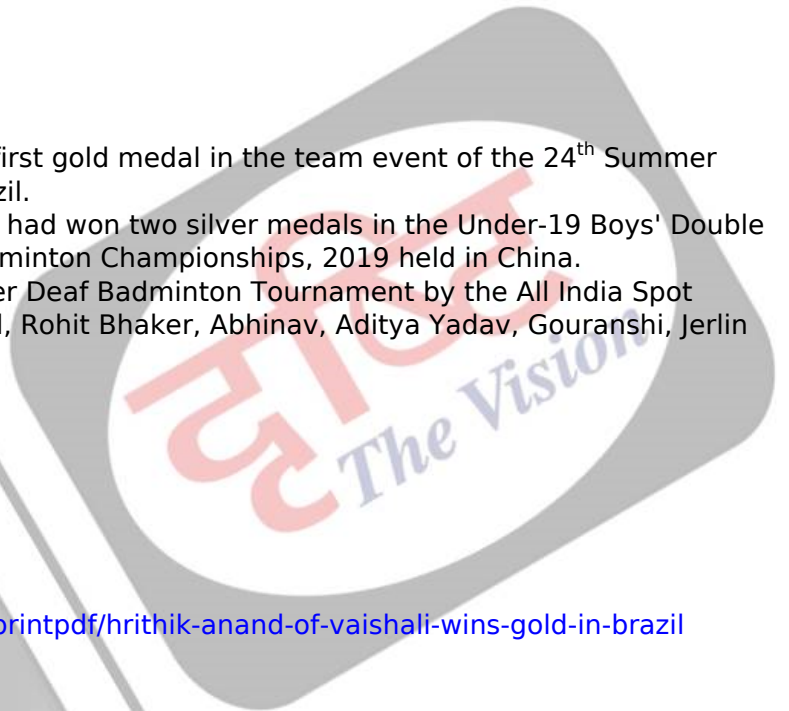 first gold medal in the team event of the 24th Summer
zil.
had won two silver medals in the Under-19 Boys' Double
dminton Championships, 2019 held in China.
er Deaf Badminton Tournament by the All India Spot
l, Rohit Bhaker, Abhinav, Aditya Yadav, Gouranshi, Jerlin
दृष्टि
The Vision
printpdf/hrithik-anand-of-vaishali-wins-gold-in-brazil